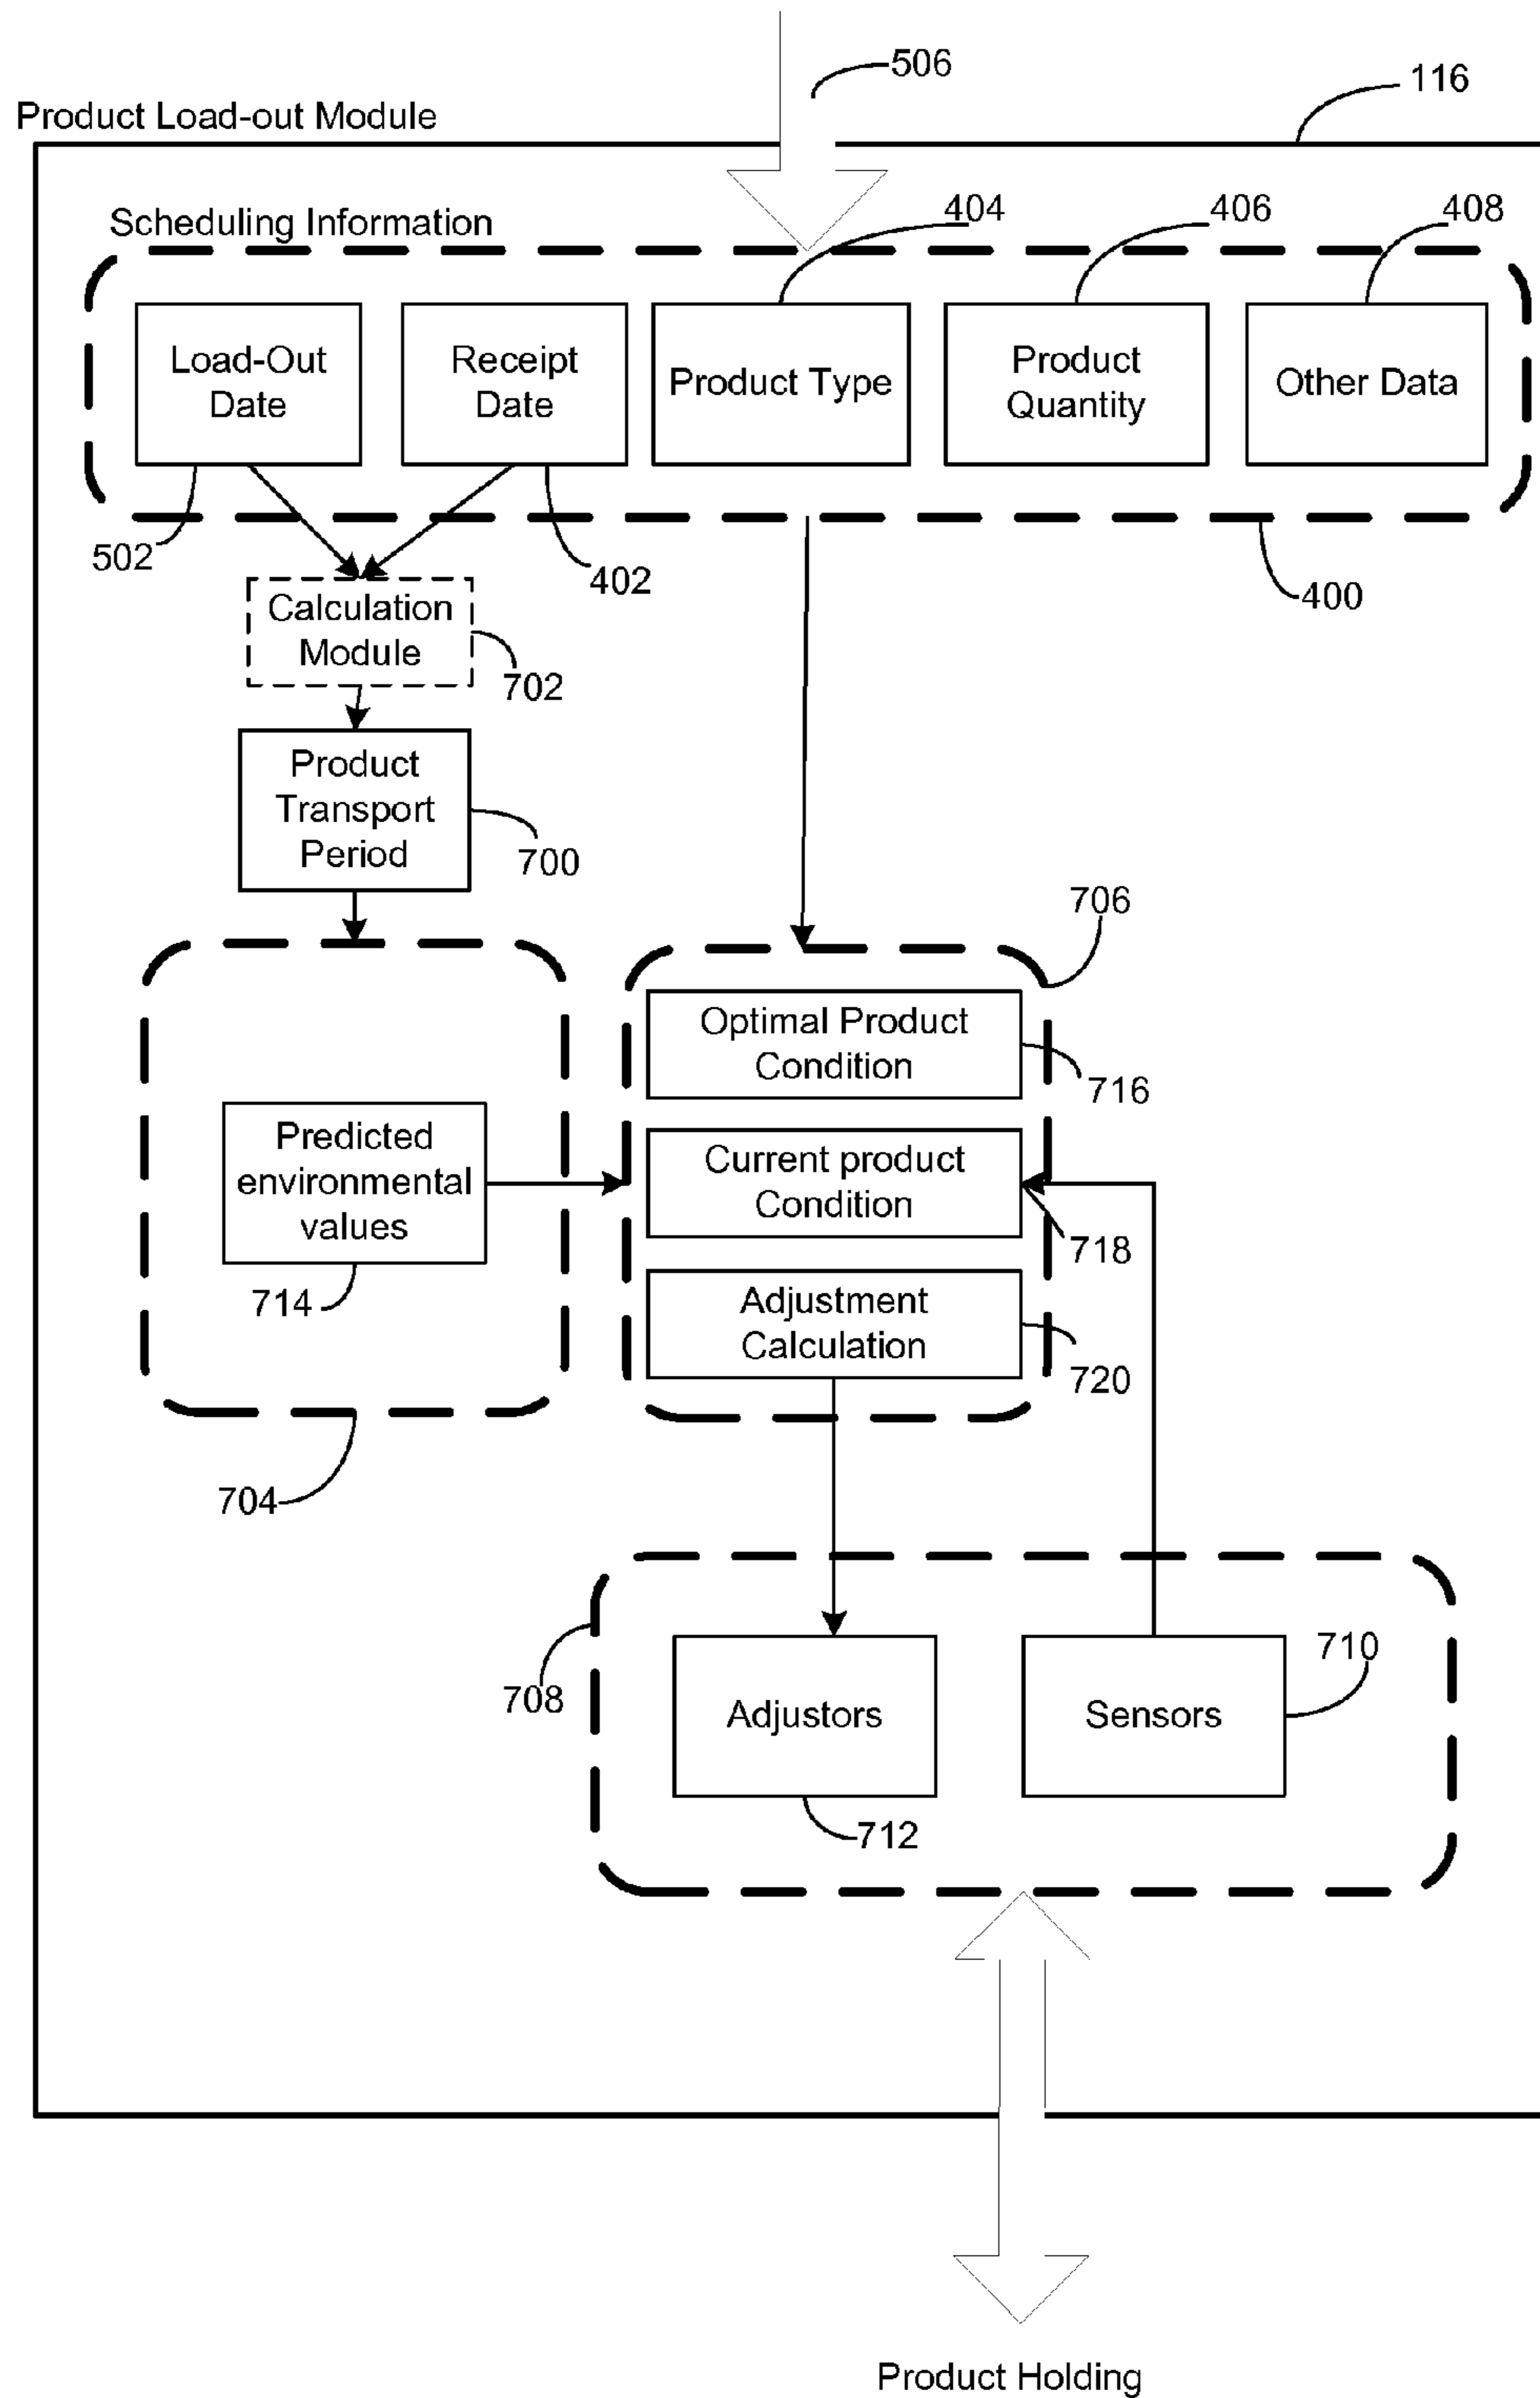 506
116
Product Load-out Module
Scheduling Information
404
406
408
Load-Out
Date
Receipt
Date
Product Type
Product
Quantity
Other Data
502
402
400
Calculation
Module
702
Product
Transport
Period
700
706
Optimal Product
Condition
716
Predicted
environmental
values
Current product
Condition
718
714
Adjustment
Calculation
720
704
708
Adjustors
Sensors
710
712
Product Holding